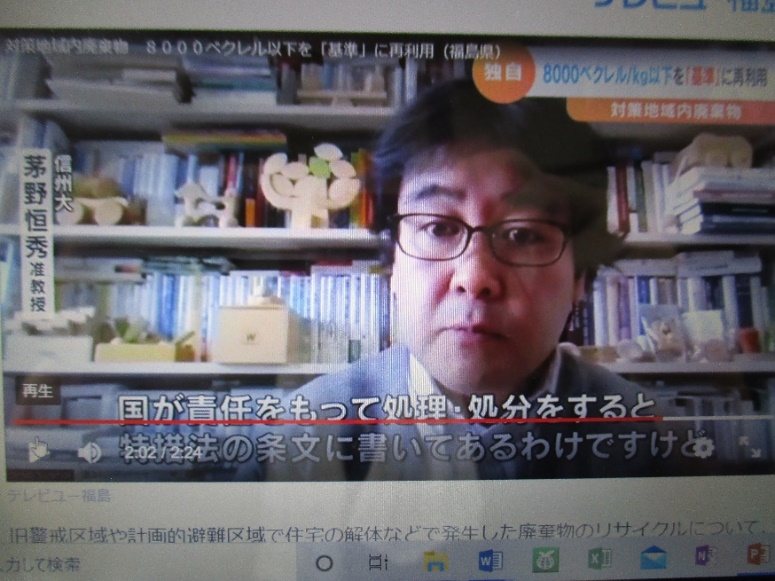 テレビュー福島
対策地域内廃棄物 8000ベクレル以下を「基準」に再利用（福島県）
独自
8000ベクレル/kg以下を「基準」に再利用
対策地域内廃棄物
信州大
茅野恒秀 准教授
再生
国が責任をもって処理・処分をすると
特措法の条文に書いてあるわけですけど
2:02 / 2:24
テレビュー福島
旧警戒区域や計画的避難区域で住宅の解体などで発生した廃棄物のリサイクルについて、
力して検索